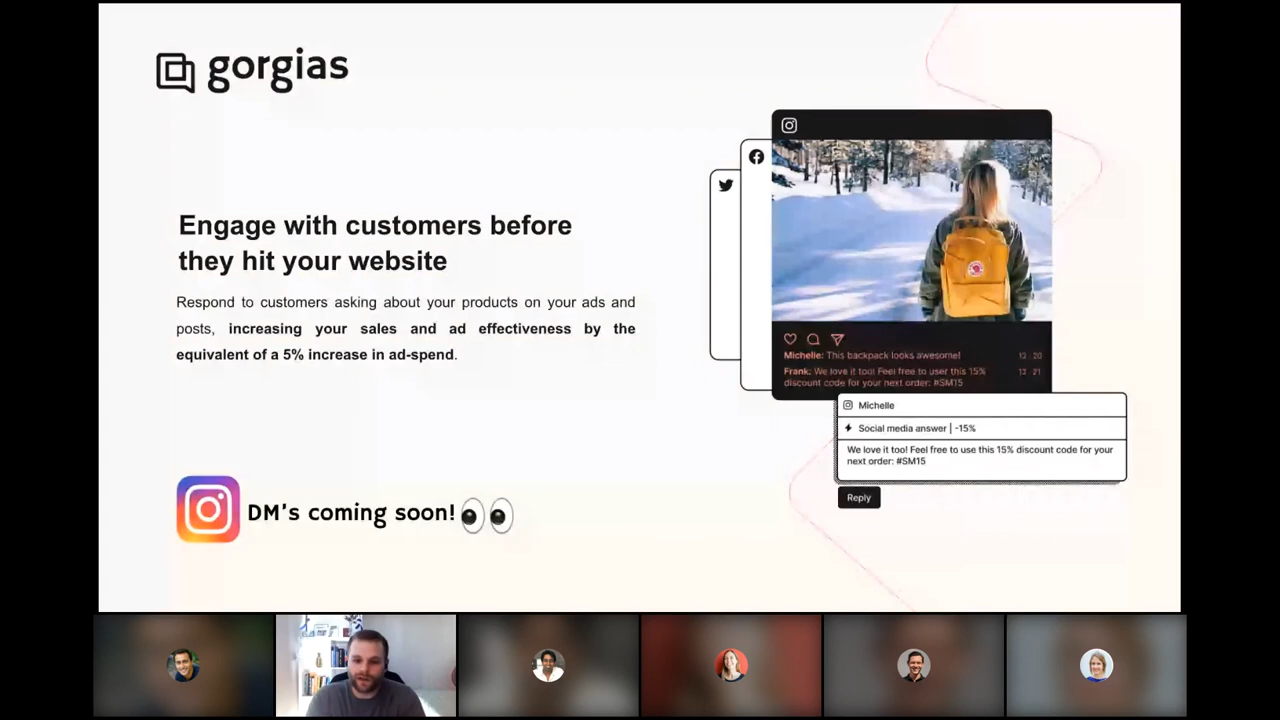 gorgias
Engage with customers before
they hit your website
Respond to customers asking about your products on your ads and
posts, increasing your sales and ad effectiveness by the
equivalent of a 5% increase in ad-spend.
DM's coming soon!
Michelle: This backpack looks awesome!
12 : 20
Frank: We love it too! Feel free to user this 15%
12 : 21
discount code for your next order: #SM15
Michelle
Social media answer | -15%
We love it too! Feel free to use this 15% discount code for your
next order: #SM15
Reply